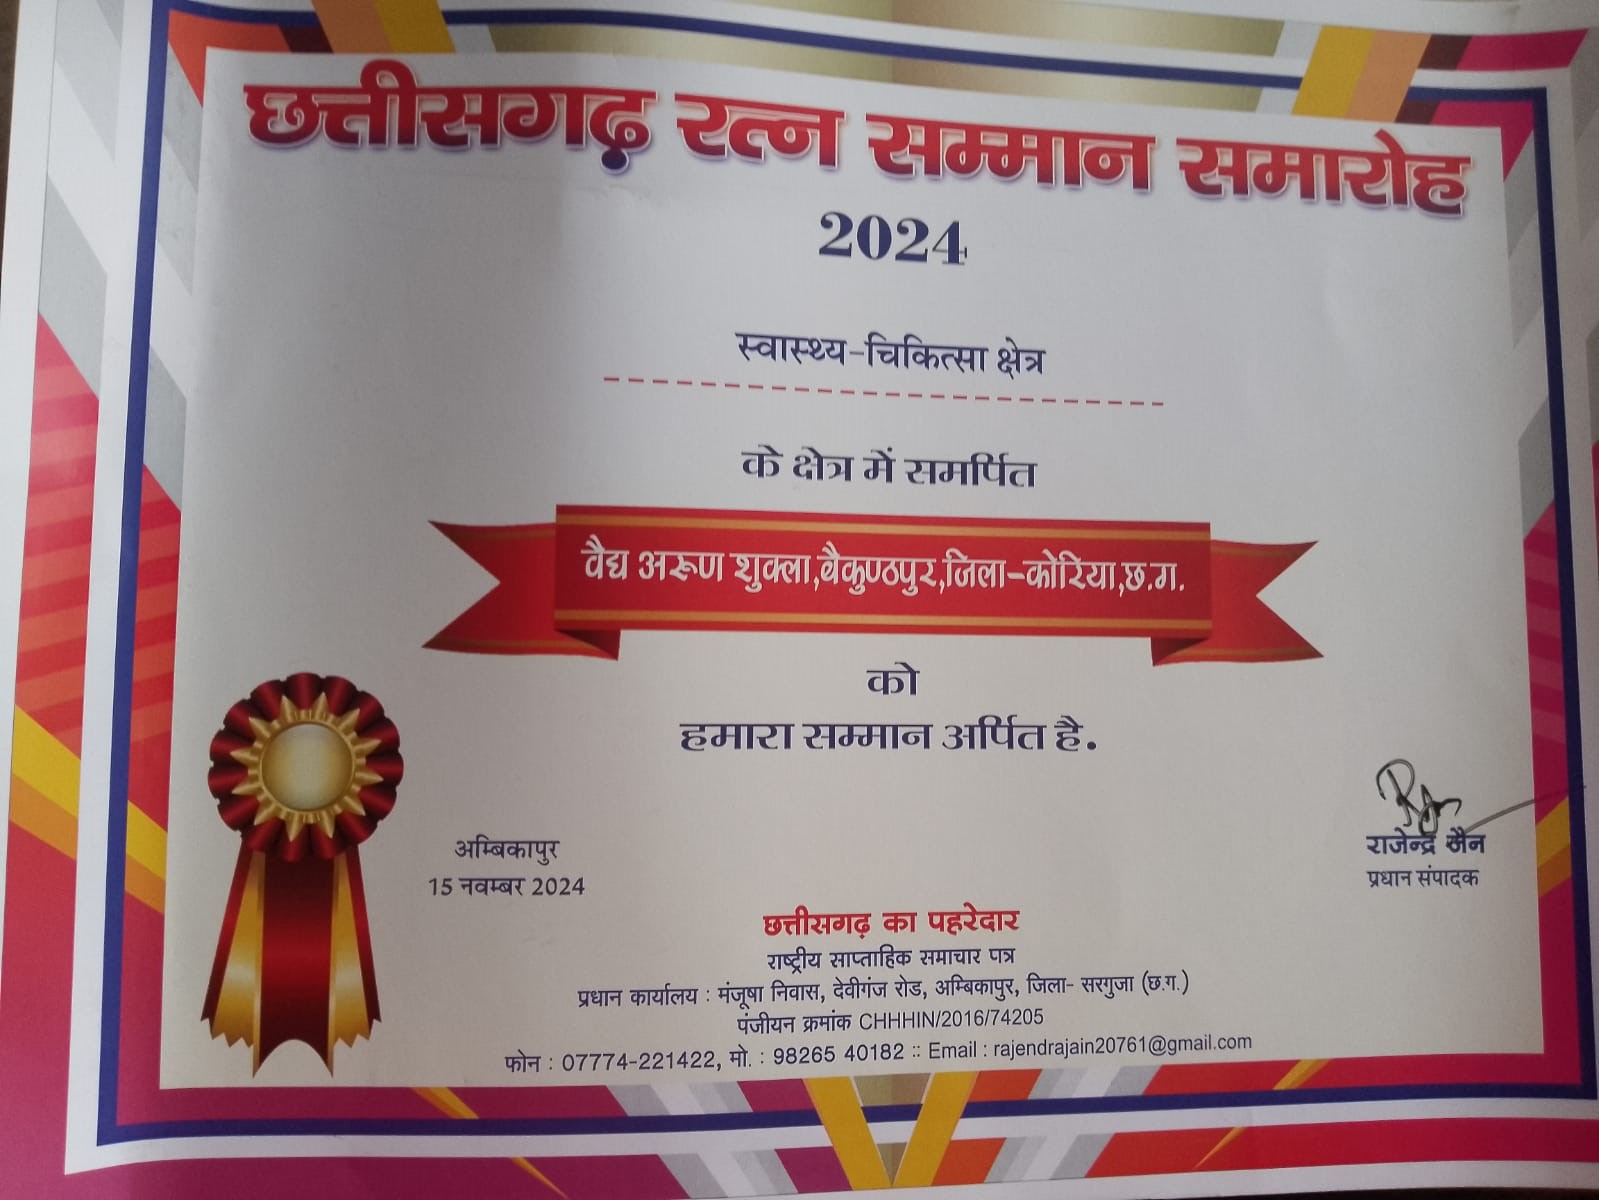 छत्तीसगढ़ रत्न सम्मान समारोह
2024
स्वास्थ्य-चिकित्सा क्षेत्र
के क्षेत्र में समर्पित
वैद्य अरूण शुक्ला,वैकुण्ठपुर,जिला-कोरिया,छ.ग.
को
हमारा सम्मान अर्पित है.
अम्बिकापुर
15 नवम्बर 2024
राजेन्द्र जैन
प्रधान संपादक
छत्तीसगढ़ का पहरेदार
राष्ट्रीय साप्ताहिक समाचार पत्र
प्रधान कार्यालय : मंजूषा निवास, देवीगंज रोड, अम्बिकापुर, जिला- सरगुजा (छ.ग.)
पंजीयन क्रमांक CHHHIN/2016/74205
फोन : 07774-221422, मो. : 98265 40182 :: Email : rajendrajain20761@gmail.com